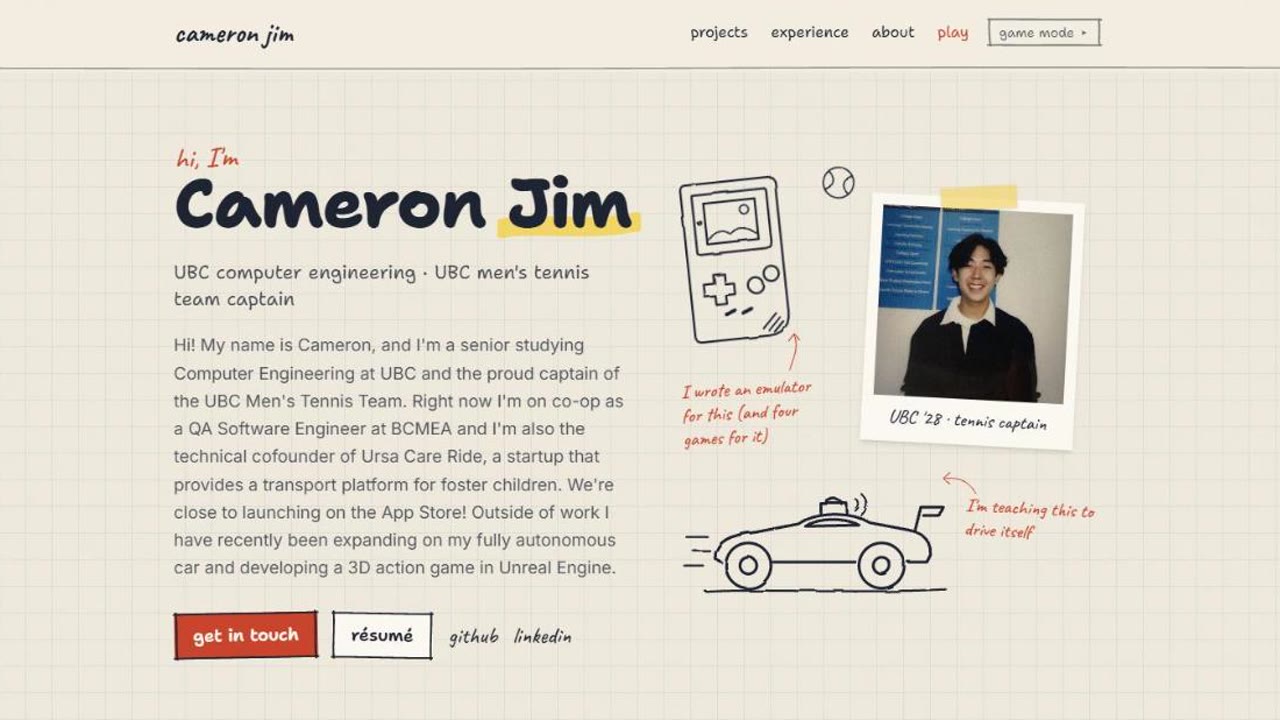 cameron jim
projects experience about play game mode ▸
hi, I'm
Cameron Jim
UBC computer engineering · UBC men's tennis
team captain
Hi! My name is Cameron, and I'm a senior studying
Computer Engineering at UBC and the proud captain of
the UBC Men's Tennis Team. Right now I'm on co-op as
a QA Software Engineer at BCMEA and I'm also the
technical cofounder of Ursa Care Ride, a startup that
provides a transport platform for foster children. We're
close to launching on the App Store! Outside of work I
have recently been expanding on my fully autonomous
car and developing a 3D action game in Unreal Engine.
get in touch résumé github linkedin
I wrote an emulator
for this (and four
games for it)
UBC '28 · tennis captain
I'm teaching this to
drive itself